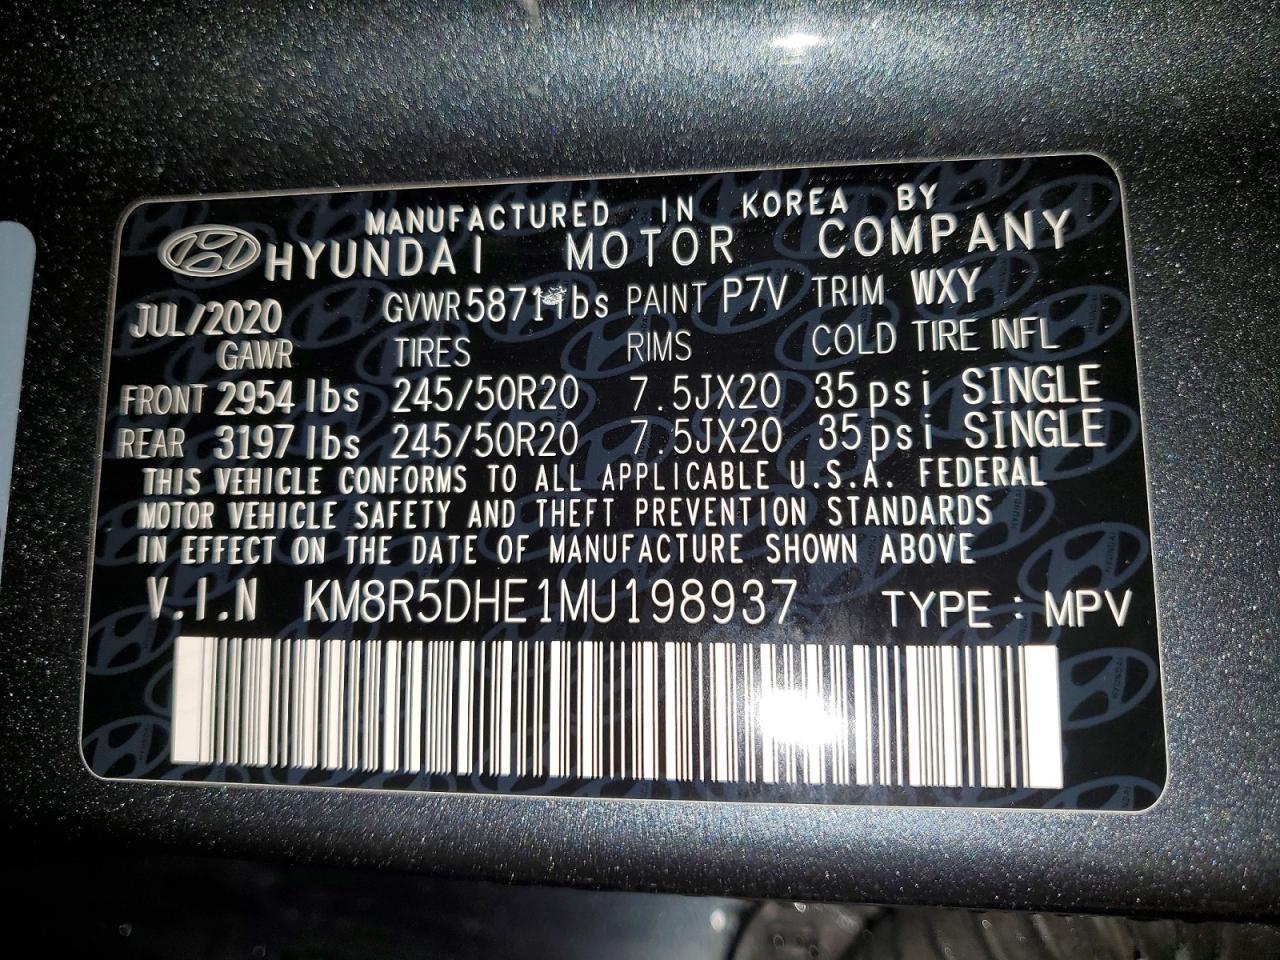 MANUFACTURED IN KOREA BY
HYUNDAI MOTOR COMPANY
JUL/2020 GVWR 5871 lbs PAINT P7V TRIM WXY
GAWR TIRES RIMS COLD TIRE INFL
FRONT 2954 lbs 245/50R20 7.5JX20 35psi SINGLE
REAR 3197 lbs 245/50R20 7.5JX20 35psi SINGLE
THIS VEHICLE CONFORMS TO ALL APPLICABLE U.S.A. FEDERAL
MOTOR VEHICLE SAFETY AND THEFT PREVENTION STANDARDS
IN EFFECT ON THE DATE OF MANUFACTURE SHOWN ABOVE
V.I.N KM8R5DHE1MU198937 TYPE : MPV